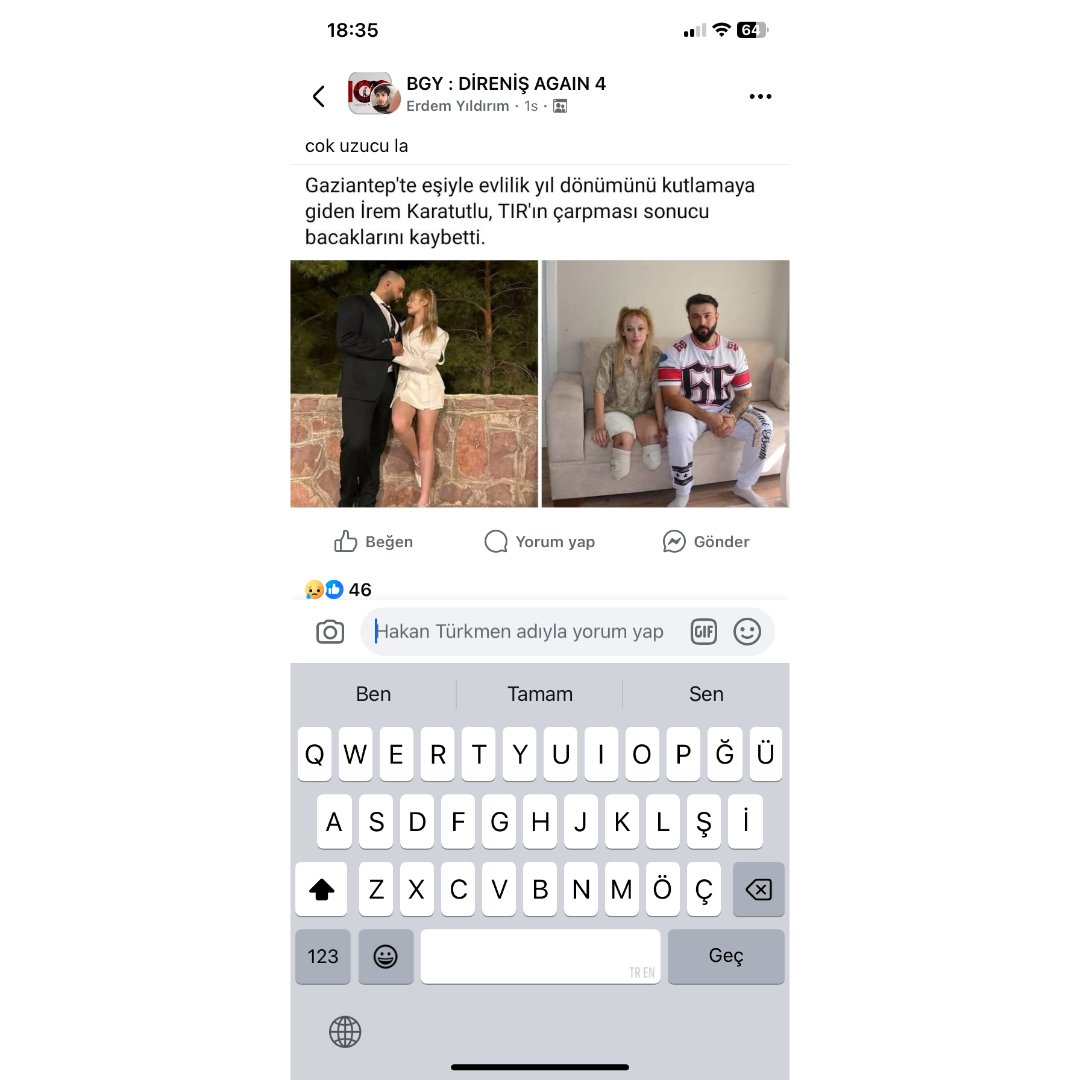 18:35
64
BGY : DİRENİŞ AGAIN 4
Erdem Yıldırım · 1s ·
cok uzucu la
Gaziantep'te eşiyle evlilik yıl dönümünü kutlamaya
giden İrem Karatutlu, TIR'ın çarpması sonucu
bacaklarını kaybetti.
66
Beğen
Yorum yap
Gönder
46
Hakan Türkmen adıyla yorum yap
GIF
Ben
Tamam
Sen
Q W E R T Y U I O P Ğ Ü
A S D F G H J K L Ş İ
Z X C V B N M Ö Ç
123
TR EN
Geç